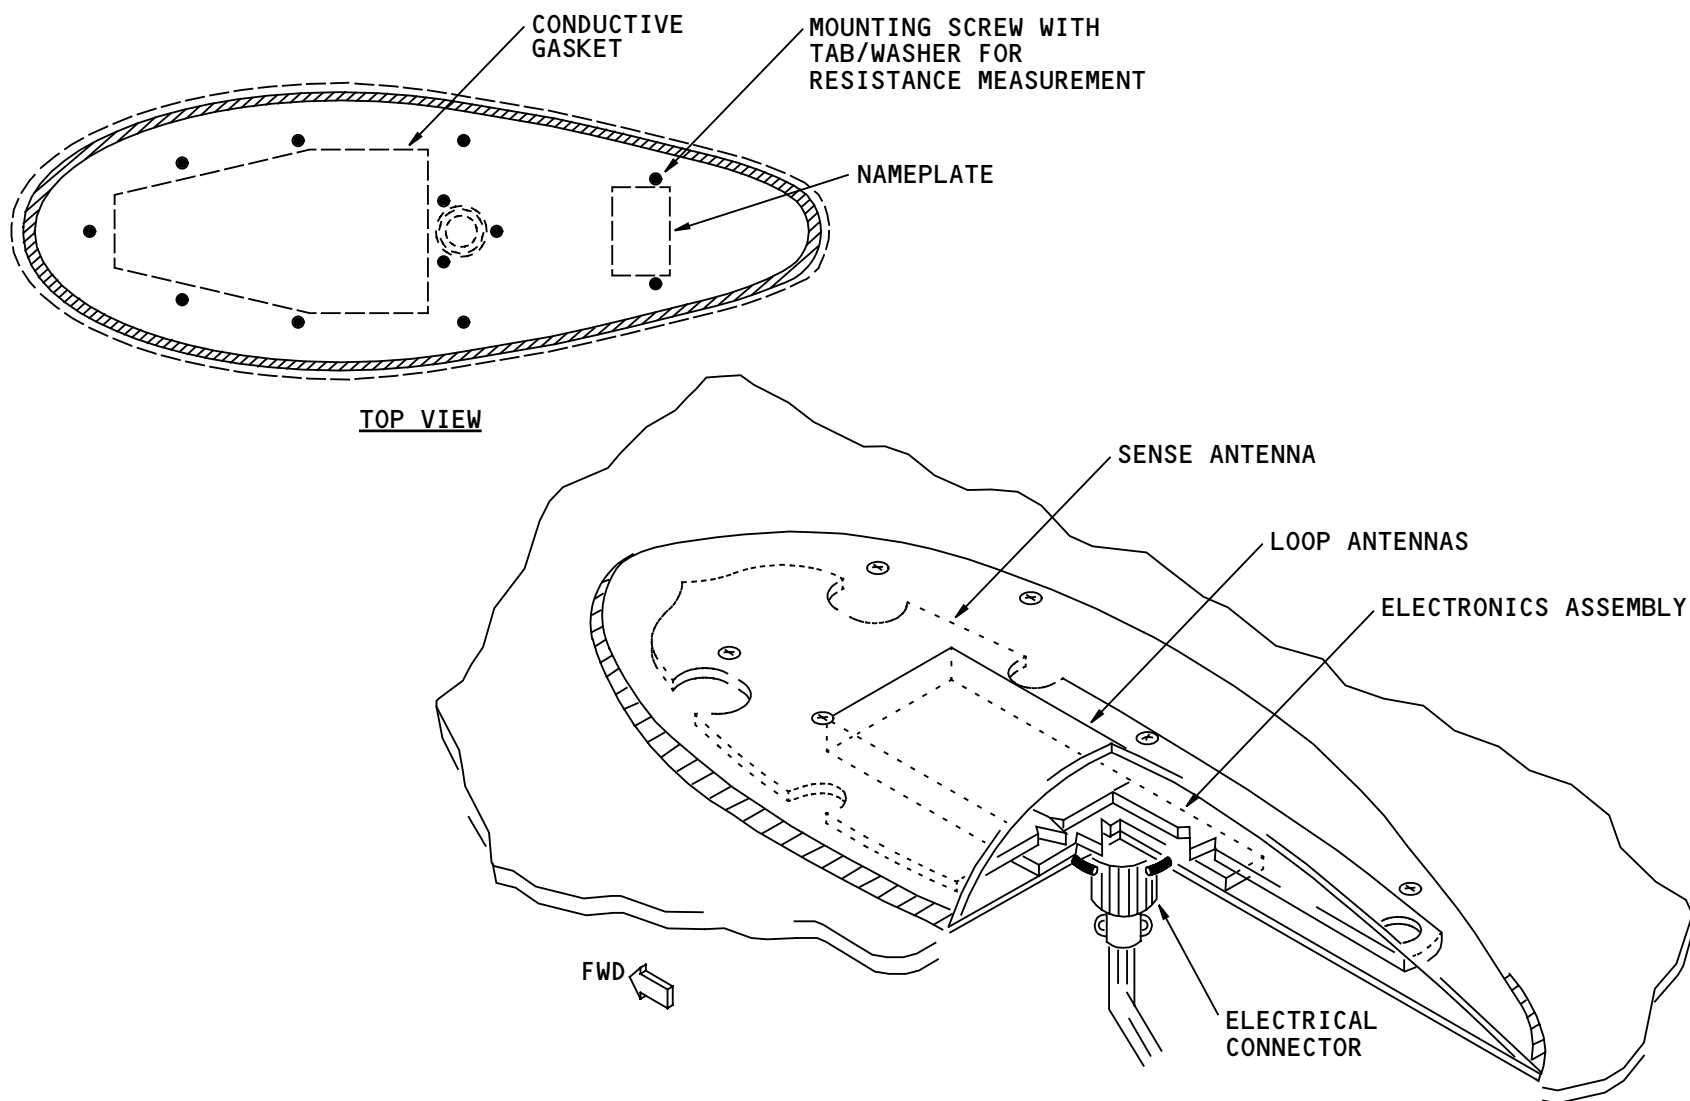 CONDUCTIVE
GASKET
MOUNTING SCREW WITH
TAB/WASHER FOR
RESISTANCE MEASUREMENT
NAMEPLATE
TOP VIEW
SENSE ANTENNA
LOOP ANTENNAS
ELECTRONICS ASSEMBLY
FWD
ELECTRICAL
CONNECTOR